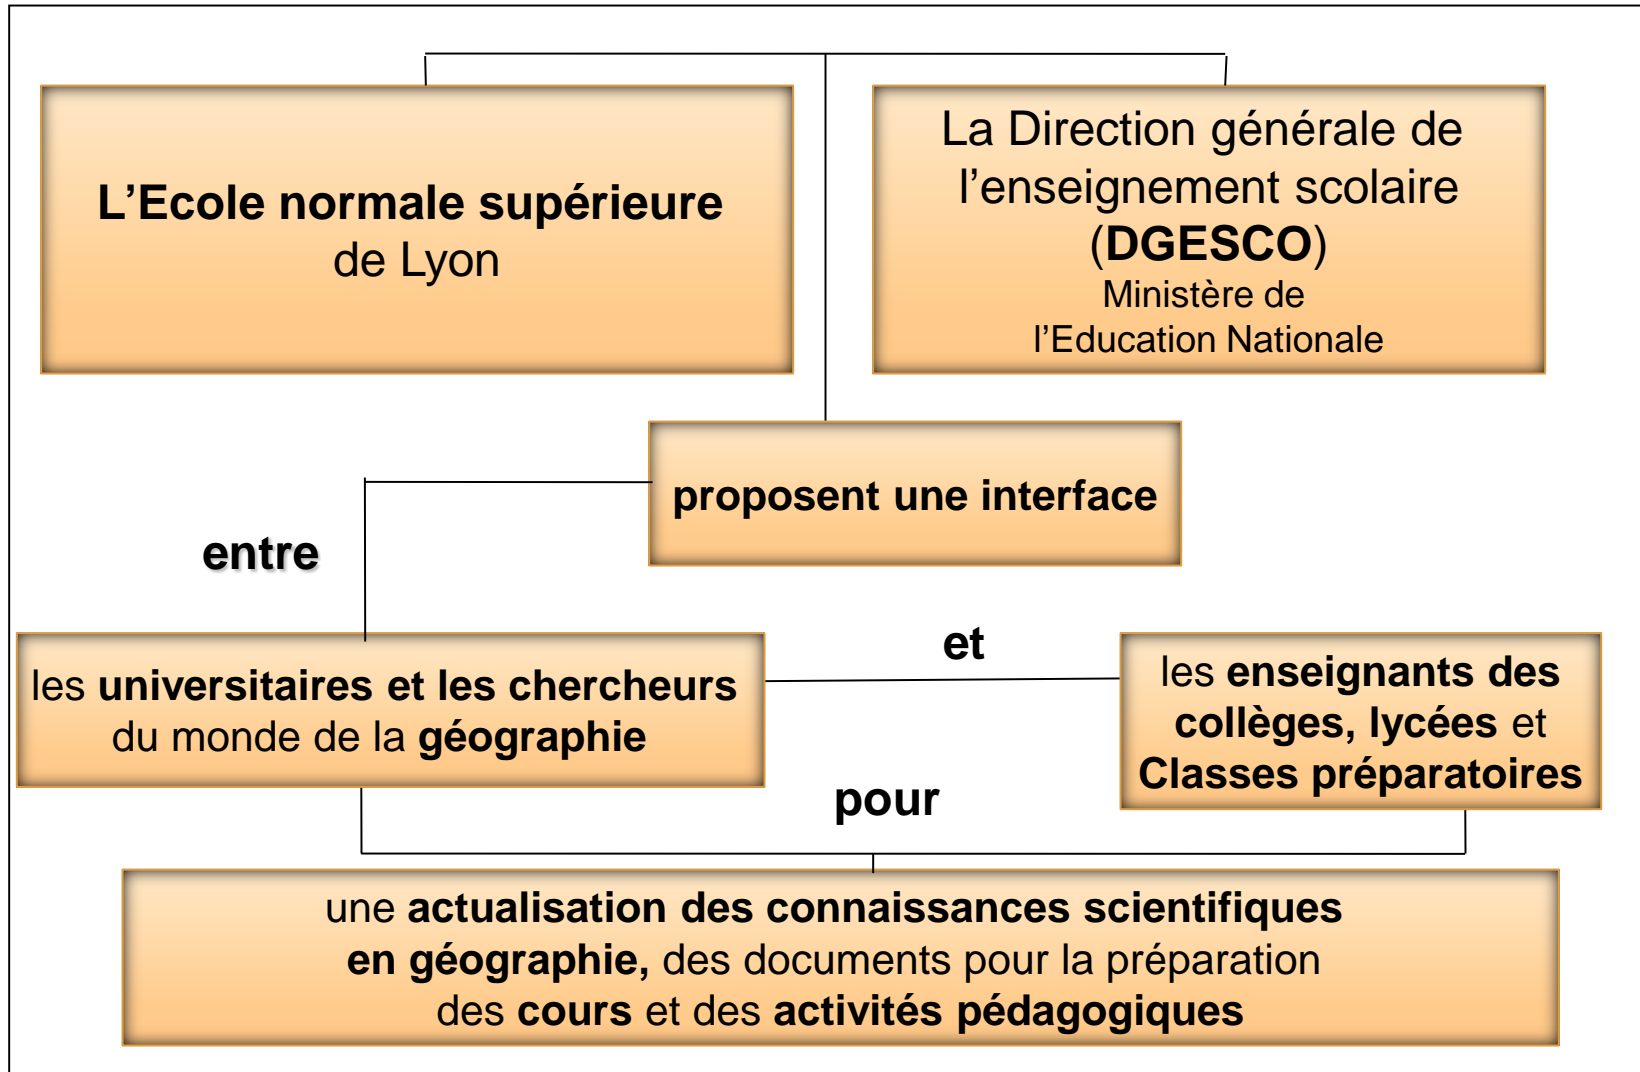 L’Ecole normale supérieure
de Lyon
La Direction générale de
l’enseignement scolaire
(DGESCO)
Ministère de
l’Education Nationale
proposent une interface
entre
les universitaires et les chercheurs
du monde de la géographie
et
les enseignants des
collèges, lycées et
Classes préparatoires
pour
une actualisation des connaissances scientifiques
en géographie, des documents pour la préparation
des cours et des activités pédagogiques